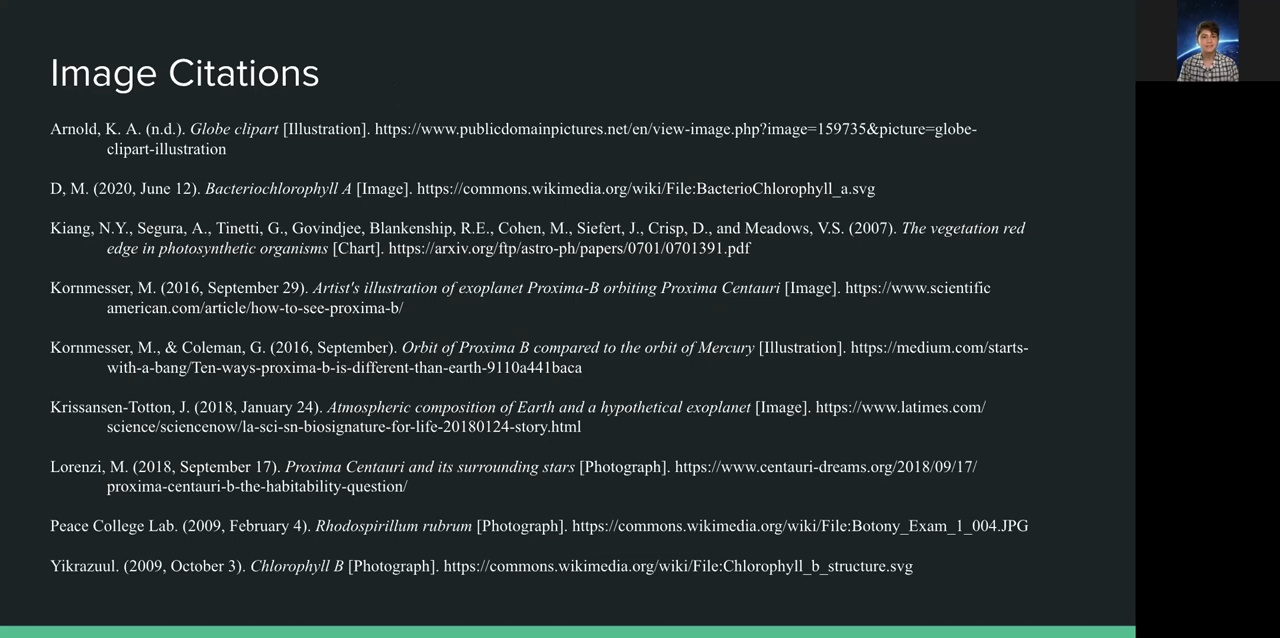 Image Citations
Arnold, K. A. (n.d.). Globe clipart [Illustration]. https://www.publicdomainpictures.net/en/view-image.php?image=159735&picture=globe-
clipart-illustration
D, M. (2020, June 12). Bacteriochlorophyll A [Image]. https://commons.wikimedia.org/wiki/File:BacterioChlorophyll_a.svg
Kiang, N.Y., Segura, A., Tinetti, G., Govindjee, Blankenship, R.E., Cohen, M., Siefert, J., Crisp, D., and Meadows, V.S. (2007). The vegetation red
edge in photosynthetic organisms [Chart]. https://arxiv.org/ftp/astro-ph/papers/0701/0701391.pdf
Kornmesser, M. (2016, September 29). Artist's illustration of exoplanet Proxima-B orbiting Proxima Centauri [Image]. https://www.scientific
american.com/article/how-to-see-proxima-b/
Kornmesser, M., & Coleman, G. (2016, September). Orbit of Proxima B compared to the orbit of Mercury [Illustration]. https://medium.com/starts-
with-a-bang/Ten-ways-proxima-b-is-different-than-earth-9110a441baca
Krissansen-Totton, J. (2018, January 24). Atmospheric composition of Earth and a hypothetical exoplanet [Image]. https://www.latimes.com/
science/sciencenow/la-sci-sn-biosignature-for-life-20180124-story.html
Lorenzi, M. (2018, September 17). Proxima Centauri and its surrounding stars [Photograph]. https://www.centauri-dreams.org/2018/09/17/
proxima-centauri-b-the-habitability-question/
Peace College Lab. (2009, February 4). Rhodospirillum rubrum [Photograph]. https://commons.wikimedia.org/wiki/File:Botony_Exam_1_004.JPG
Yikrazuul. (2009, October 3). Chlorophyll B [Photograph]. https://commons.wikimedia.org/wiki/File:Chlorophyll_b_structure.svg